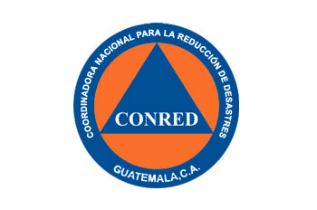 COORDINADORA NACIONAL PARA LA REDUCCIÓN DE DESASTRES
CONRED
GUATEMALA, C.A.